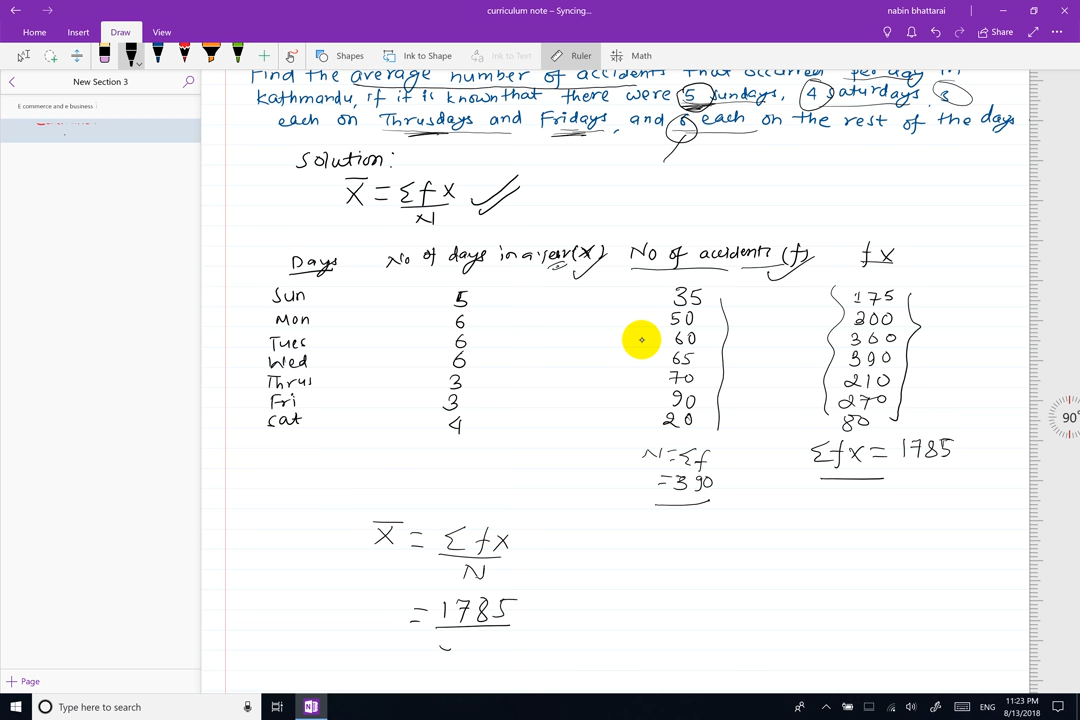 curriculum note – Syncing...
nabin bhattarai
Home Insert Draw View
Share
Shapes
Ink to Shape
Ink to Text
Ruler
Math
New Section 3
E commerce and e business
Find the average number of accidents that occurred per day in
Kathmandu, if it is known that there were 5 sundays, 4 saturdays, 3
each on Thrusdays and Fridays, and 6 each on the rest of the days
Solution:
X̄ = Σfx
N
Days No of days in a year (x) No of accidents (f) fx
Sun 5 35 175
Mon 6 50 300
Tues 6 60 360
Wed 6 65 390
Thrus 3 70 210
Fri 3 90 270
Sat 4 20 80
N = Σf Σfx = 1785
= 390
X̄ = Σfx
N
= 1785
90°
+ Page
Type here to search
ENG
11:23 PM
8/13/2018